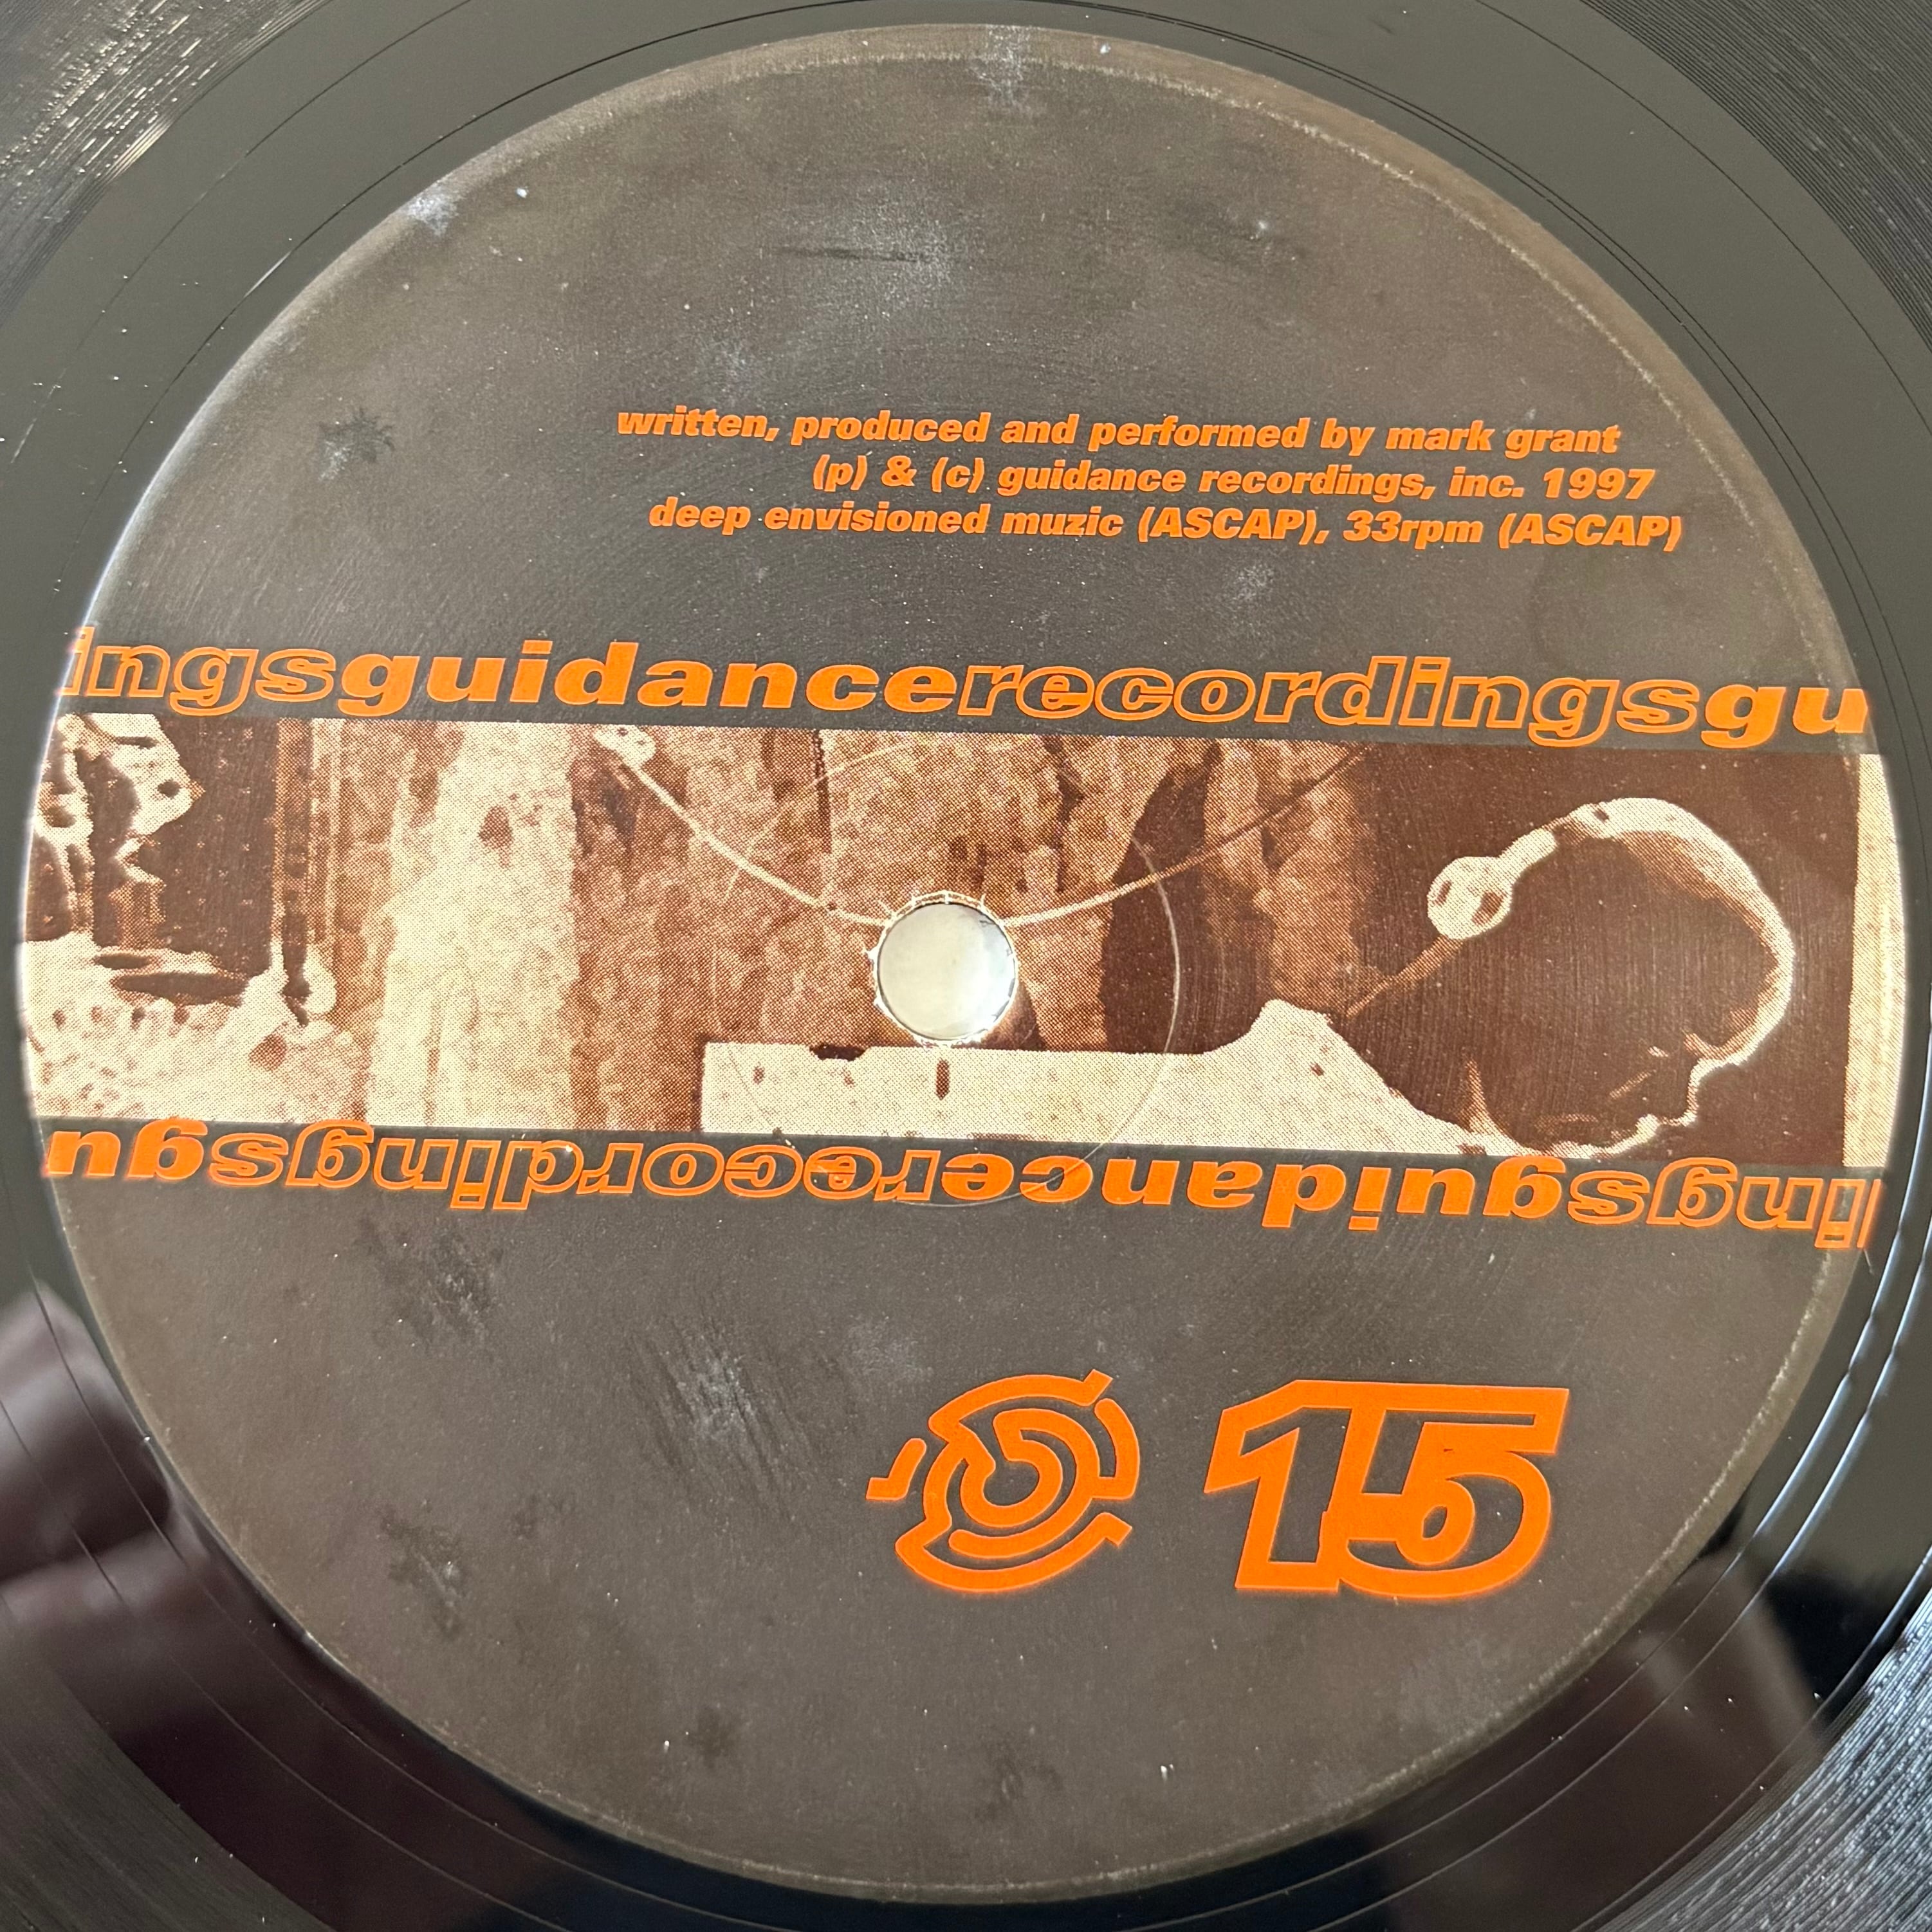 written, produced and performed by mark grant
(p) & (c) guidance recordings, inc. 1997
deep envisioned muzic (ASCAP), 33rpm (ASCAP)
ingsguidancerecordingsgu
ingsguidancerecordingsgu
15